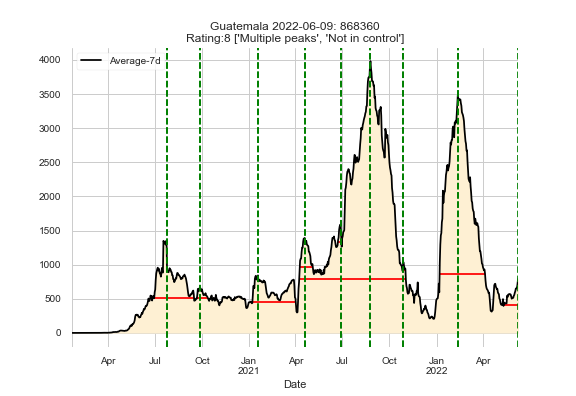 Guatemala 2022-06-09: 868360
Rating:8 ['Multiple peaks', 'Not in control']
Average-7d
4000
3500
3000
2500
2000
1500
1000
500
0
Apr
Jul
Oct
Jan
2021
Apr
Jul
Oct
Jan
2022
Apr
Date